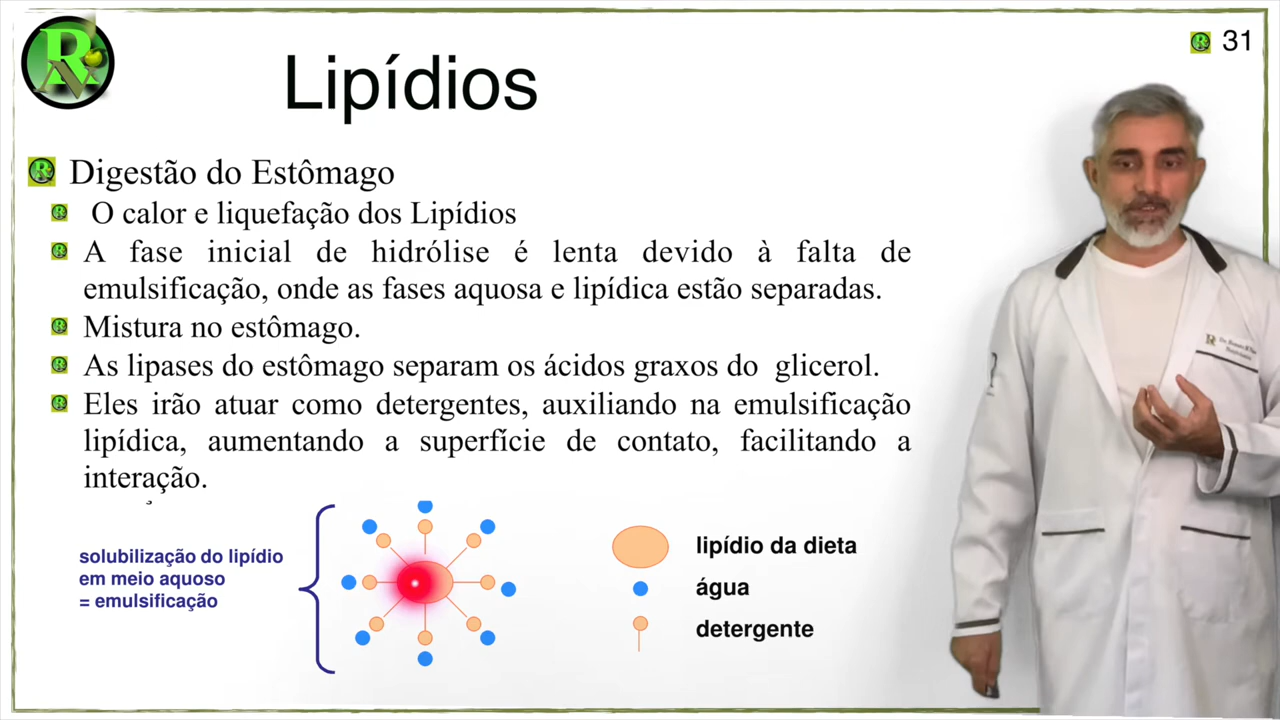 31
Lipídios
Digestão do Estômago
O calor e liquefação dos Lipídios
A fase inicial de hidrólise é lenta devido à falta de
emulsificação, onde as fases aquosa e lipídica estão separadas.
Mistura no estômago.
As lipases do estômago separam os ácidos graxos do glicerol.
Eles irão atuar como detergentes, auxiliando na emulsificação
lipídica, aumentando a superfície de contato, facilitando a
interação.
solubilização do lipídio
em meio aquoso
= emulsificação
lipídio da dieta
água
detergente